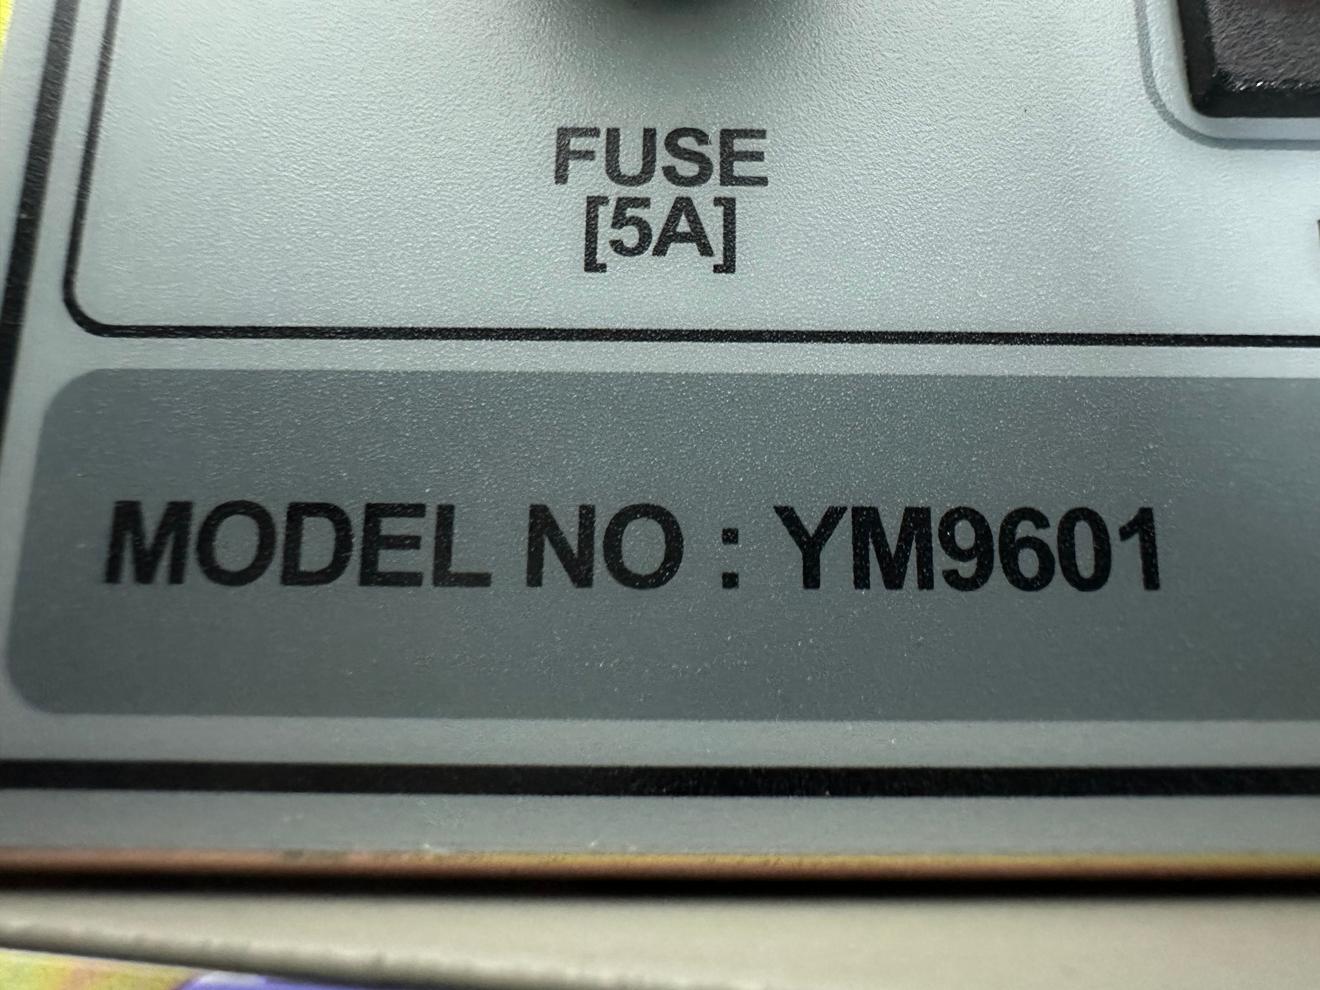 FUSE
[5A]
MODEL NO : YM9601